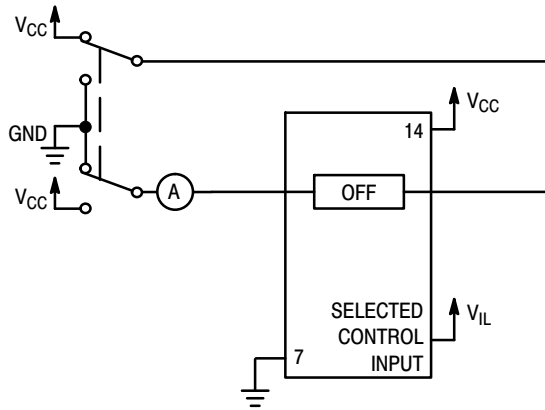 VCC
GND
VCC
A
14
VCC
OFF
SELECTED
CONTROL
INPUT
VIL
7